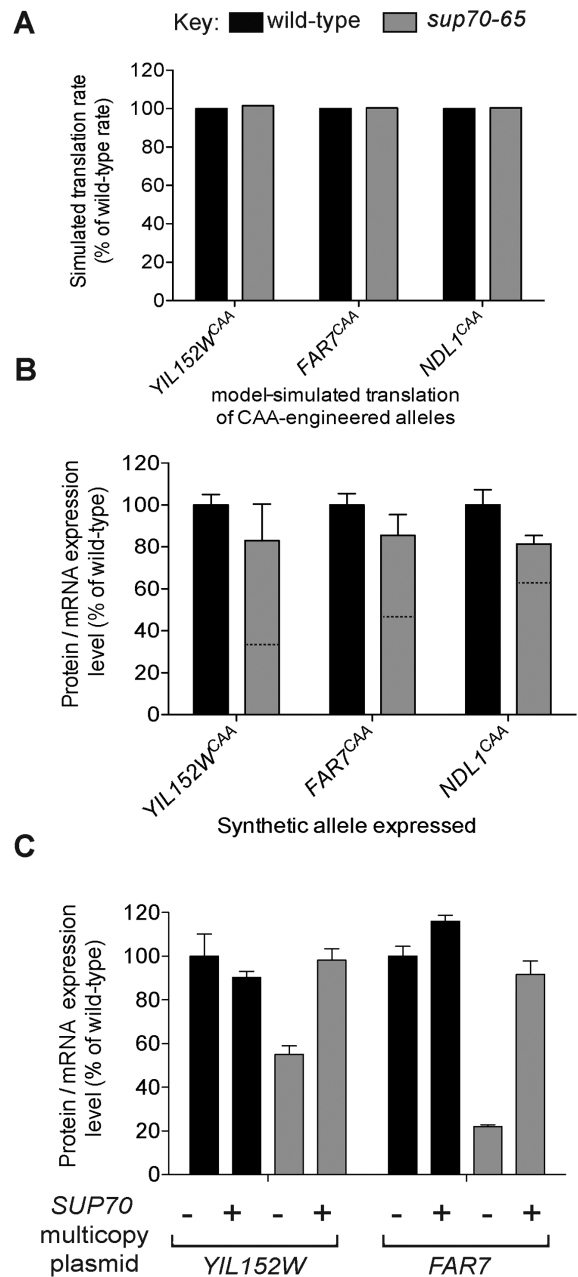 A
Key: wild-type sup70-65
Simulated translation rate
(% of wild-type rate)
120
100
80
60
40
20
0
YIL152W^CAA FAR7^CAA NDL1^CAA
model-simulated translation
of CAA-engineered alleles
B
Protein / mRNA expression
level (% of wild-type)
120
100
80
60
40
20
0
YIL152W^CAA FAR7^CAA NDL1^CAA
Synthetic allele expressed
C
Protein / mRNA expression
level (% of wild-type)
120
100
80
60
40
20
0
SUP70
multicopy
plasmid
- + - + - + - +
YIL152W FAR7